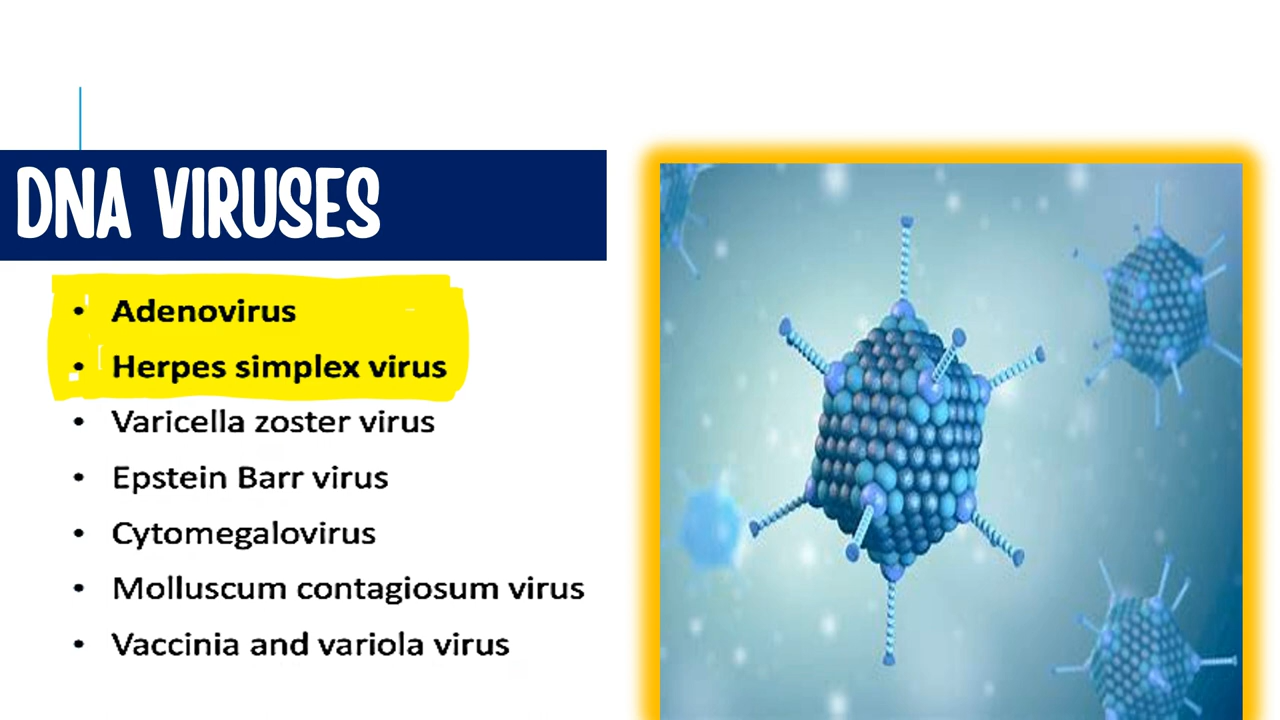 DNA VIRUSES
• Adenovirus
• Herpes simplex virus
• Varicella zoster virus
• Epstein Barr virus
• Cytomegalovirus
• Molluscum contagiosum virus
• Vaccinia and variola virus